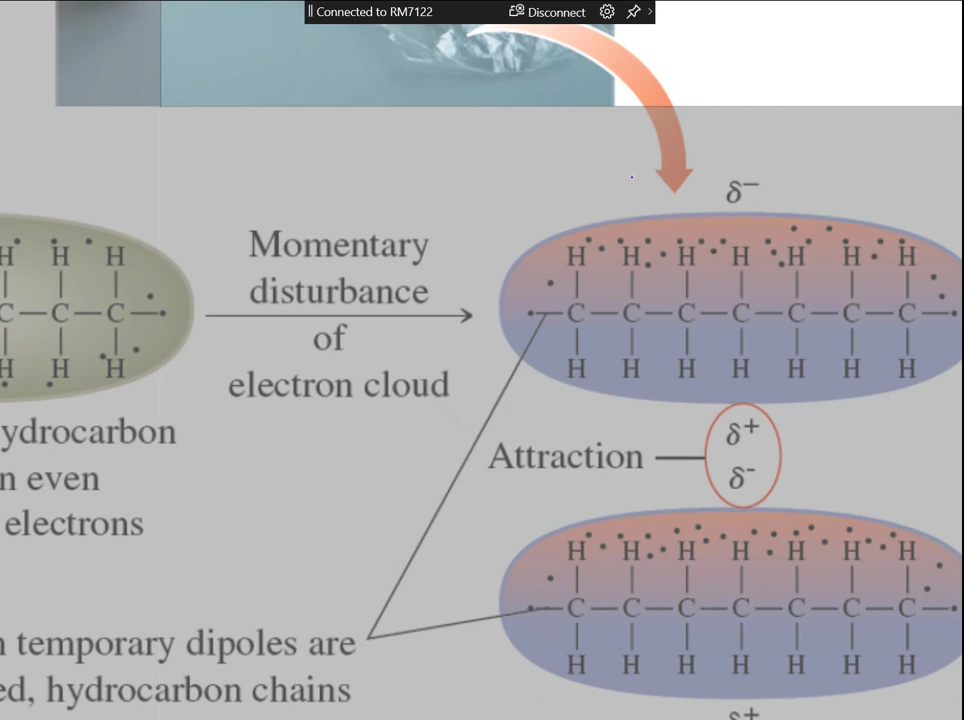 Connected to RM7122 Disconnect
δ−
Momentary
disturbance
of
electron cloud
H H H
C—C—C—
H H H
H H H H H H H
—C—C—C—C—C—C—C—
H H H H H H H
ydrocarbon
n even
electrons
Attraction
δ+
δ-
H H H H H H H
—C—C—C—C—C—C—C—
H H H H H H H
n temporary dipoles are
ed, hydrocarbon chains
δ+